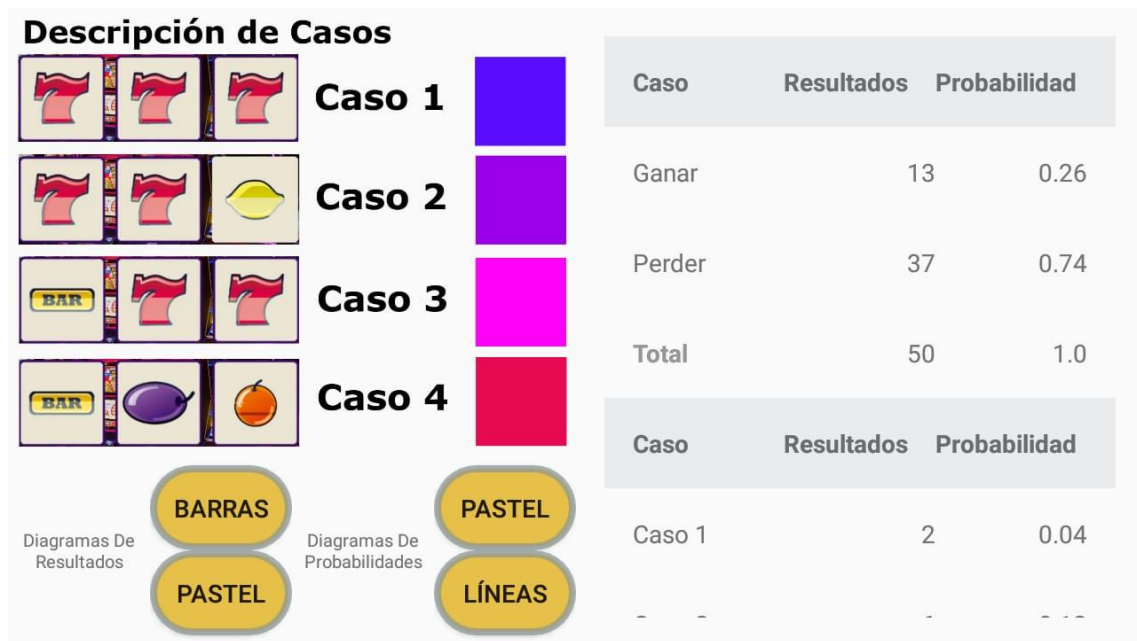 Descripción de Casos
Caso 1
Caso 2
BAR
Caso 3
BAR
Caso 4
Diagramas De
Resultados
BARRAS
PASTEL
Diagramas De
Probabilidades
PASTEL
LÍNEAS
Caso Resultados Probabilidad
Ganar 13 0.26
Perder 37 0.74
Total 50 1.0
Caso Resultados Probabilidad
Caso 1 2 0.04